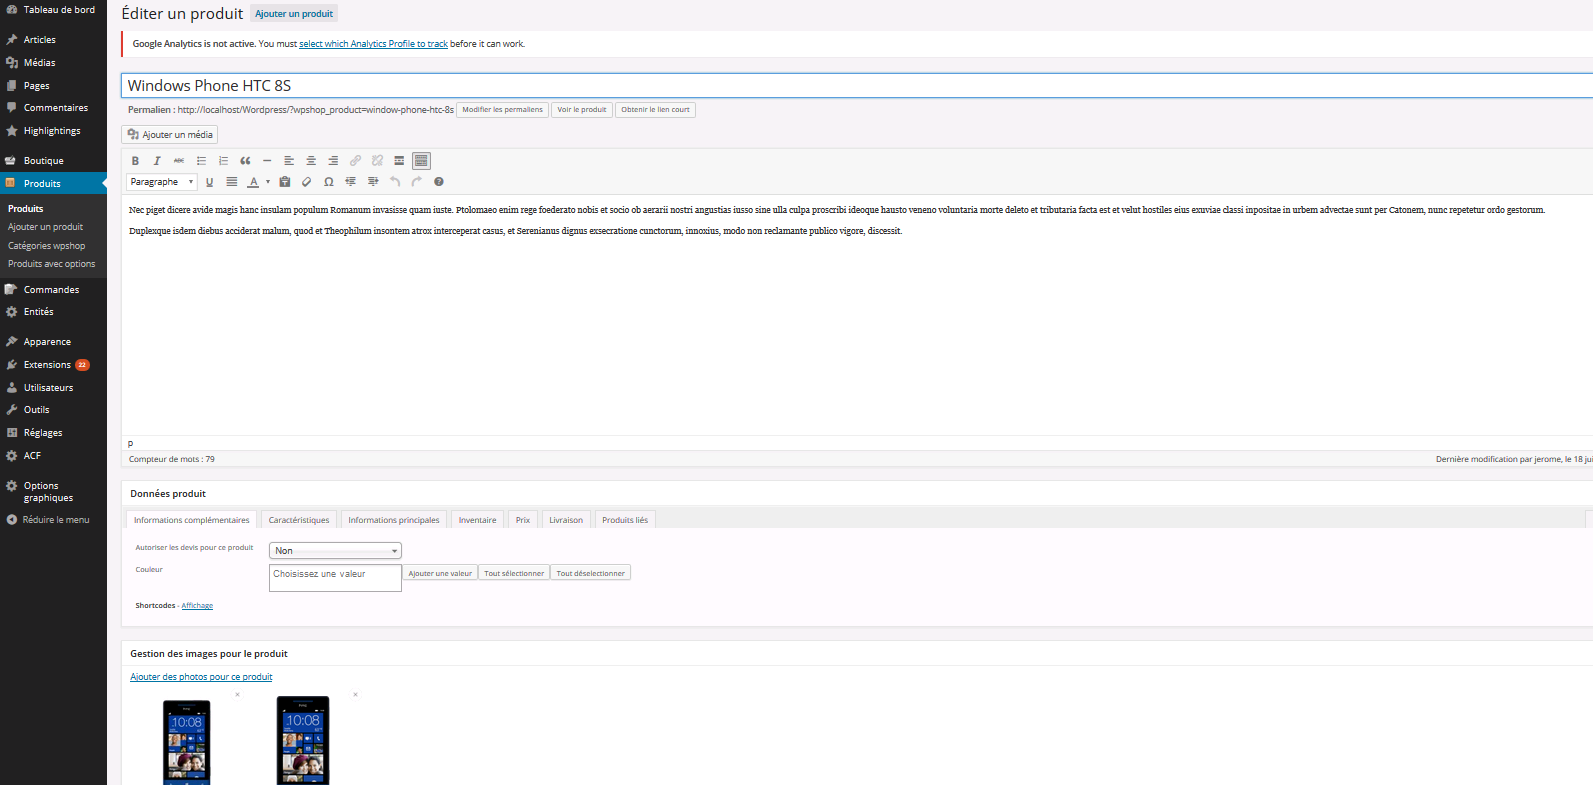 Tableau de bord
Articles
Médias
Pages
Commentaires
Highlightings
Boutique
Produits
Produits
Ajouter un produit
Catégories wpshop
Produits avec options
Commandes
Entités
Apparence
Extensions 22
Utilisateurs
Outils
Réglages
ACF
Options
graphiques
Réduire le menu
Éditer un produit Ajouter un produit
Google Analytics is not active. You must select which Analytics Profile to track before it can work.
Windows Phone HTC 8S
Permalien : http://localhost/Wordpress/?wpshop_product=window-phone-htc-8s Modifier les permaliens Voir le produit Obtenir le lien court
Ajouter un média
B I ABC
Paragraphe U A Ω
Nec piget dicere avide magis hanc insulam populum Romanum invasisse quam iuste. Ptolomaeo enim rege foederato nobis et socio ob aerarii nostri angustias iusso sine ulla culpa proscribi ideoque hausto veneno voluntaria morte deleto et tributaria facta est et velut hostiles eius exuviae classi inpositae in urbem advectae sunt per Catonem, nunc repetetur ordo gestorum.
Duplexque isdem diebus acciderat malum, quod et Theophilum insontem atrox interceperat casus, et Serenianus dignus exsecratione cunctorum, innoxius, modo non reclamante publico vigore, discessit.
p
Compteur de mots : 79 Dernière modification par jerome, le 18 jui
Données produit
Informations complémentaires Caractéristiques Informations principales Inventaire Prix Livraison Produits liés
Autoriser les devis pour ce produit Non
Couleur Choisissez une valeur Ajouter une valeur Tout sélectionner Tout déselectionner
Shortcodes - Affichage
Gestion des images pour le produit
Ajouter des photos pour ce produit
10:08 10:08